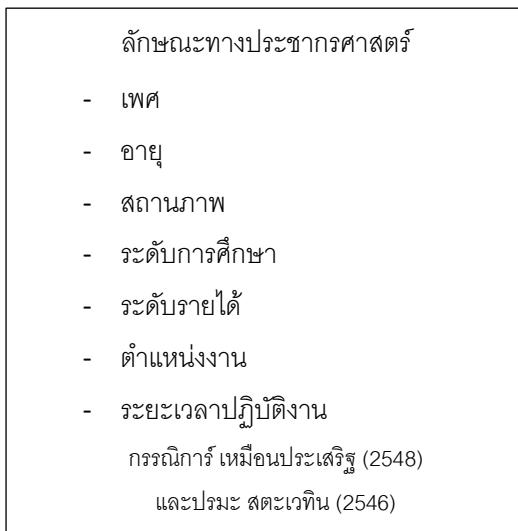 ลักษณะทางประชากรศาสตร์
- เพศ
- อายุ
- สถานภาพ
- ระดับการศึกษา
- ระดับรายได้
- ตำแหน่งงาน
- ระยะเวลาปฏิบัติงาน
กรรณิการ์ เหมือนประเสริฐ (2548)
และปรมะ สตะเวทิน (2546)